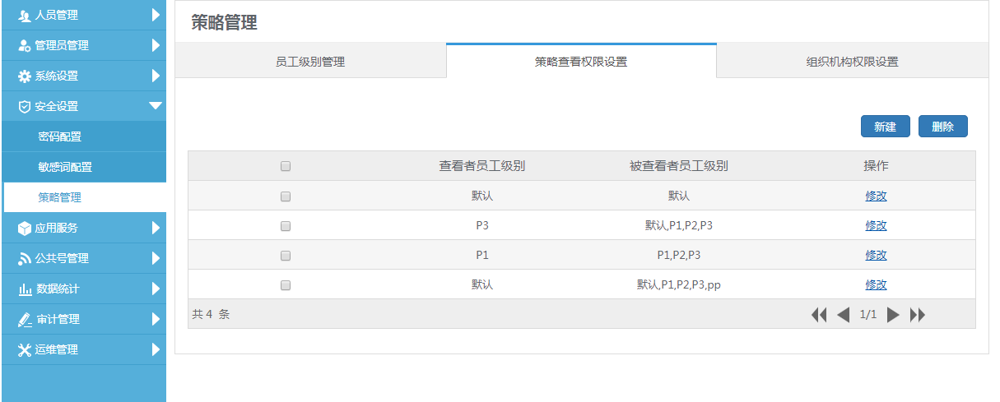 人员管理
管理员管理
系统设置
安全设置
密码配置
敏感词配置
策略管理
应用服务
公共号管理
数据统计
审计管理
运维管理
策略管理
员工级别管理 策略查看权限设置 组织机构权限设置
新建 删除
查看者员工级别 被查看者员工级别 操作
默认 默认 修改
P3 默认,P1,P2,P3 修改
P1 P1,P2,P3 修改
默认 默认,P1,P2,P3,pp 修改
共 4 条 1/1